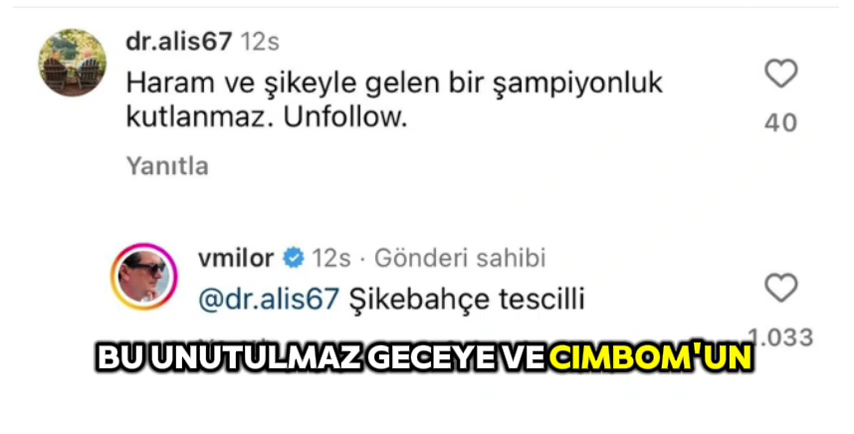 dr.alis67 12s
Haram ve şikeyle gelen bir şampiyonluk
kutlanmaz. Unfollow.
40
Yanıtla
vmilor 12s · Gönderi sahibi
@dr.alis67 Şikebahçe tescilli
1.033
BU UNUTULMAZ GECEYE VE CIMBOM'UN